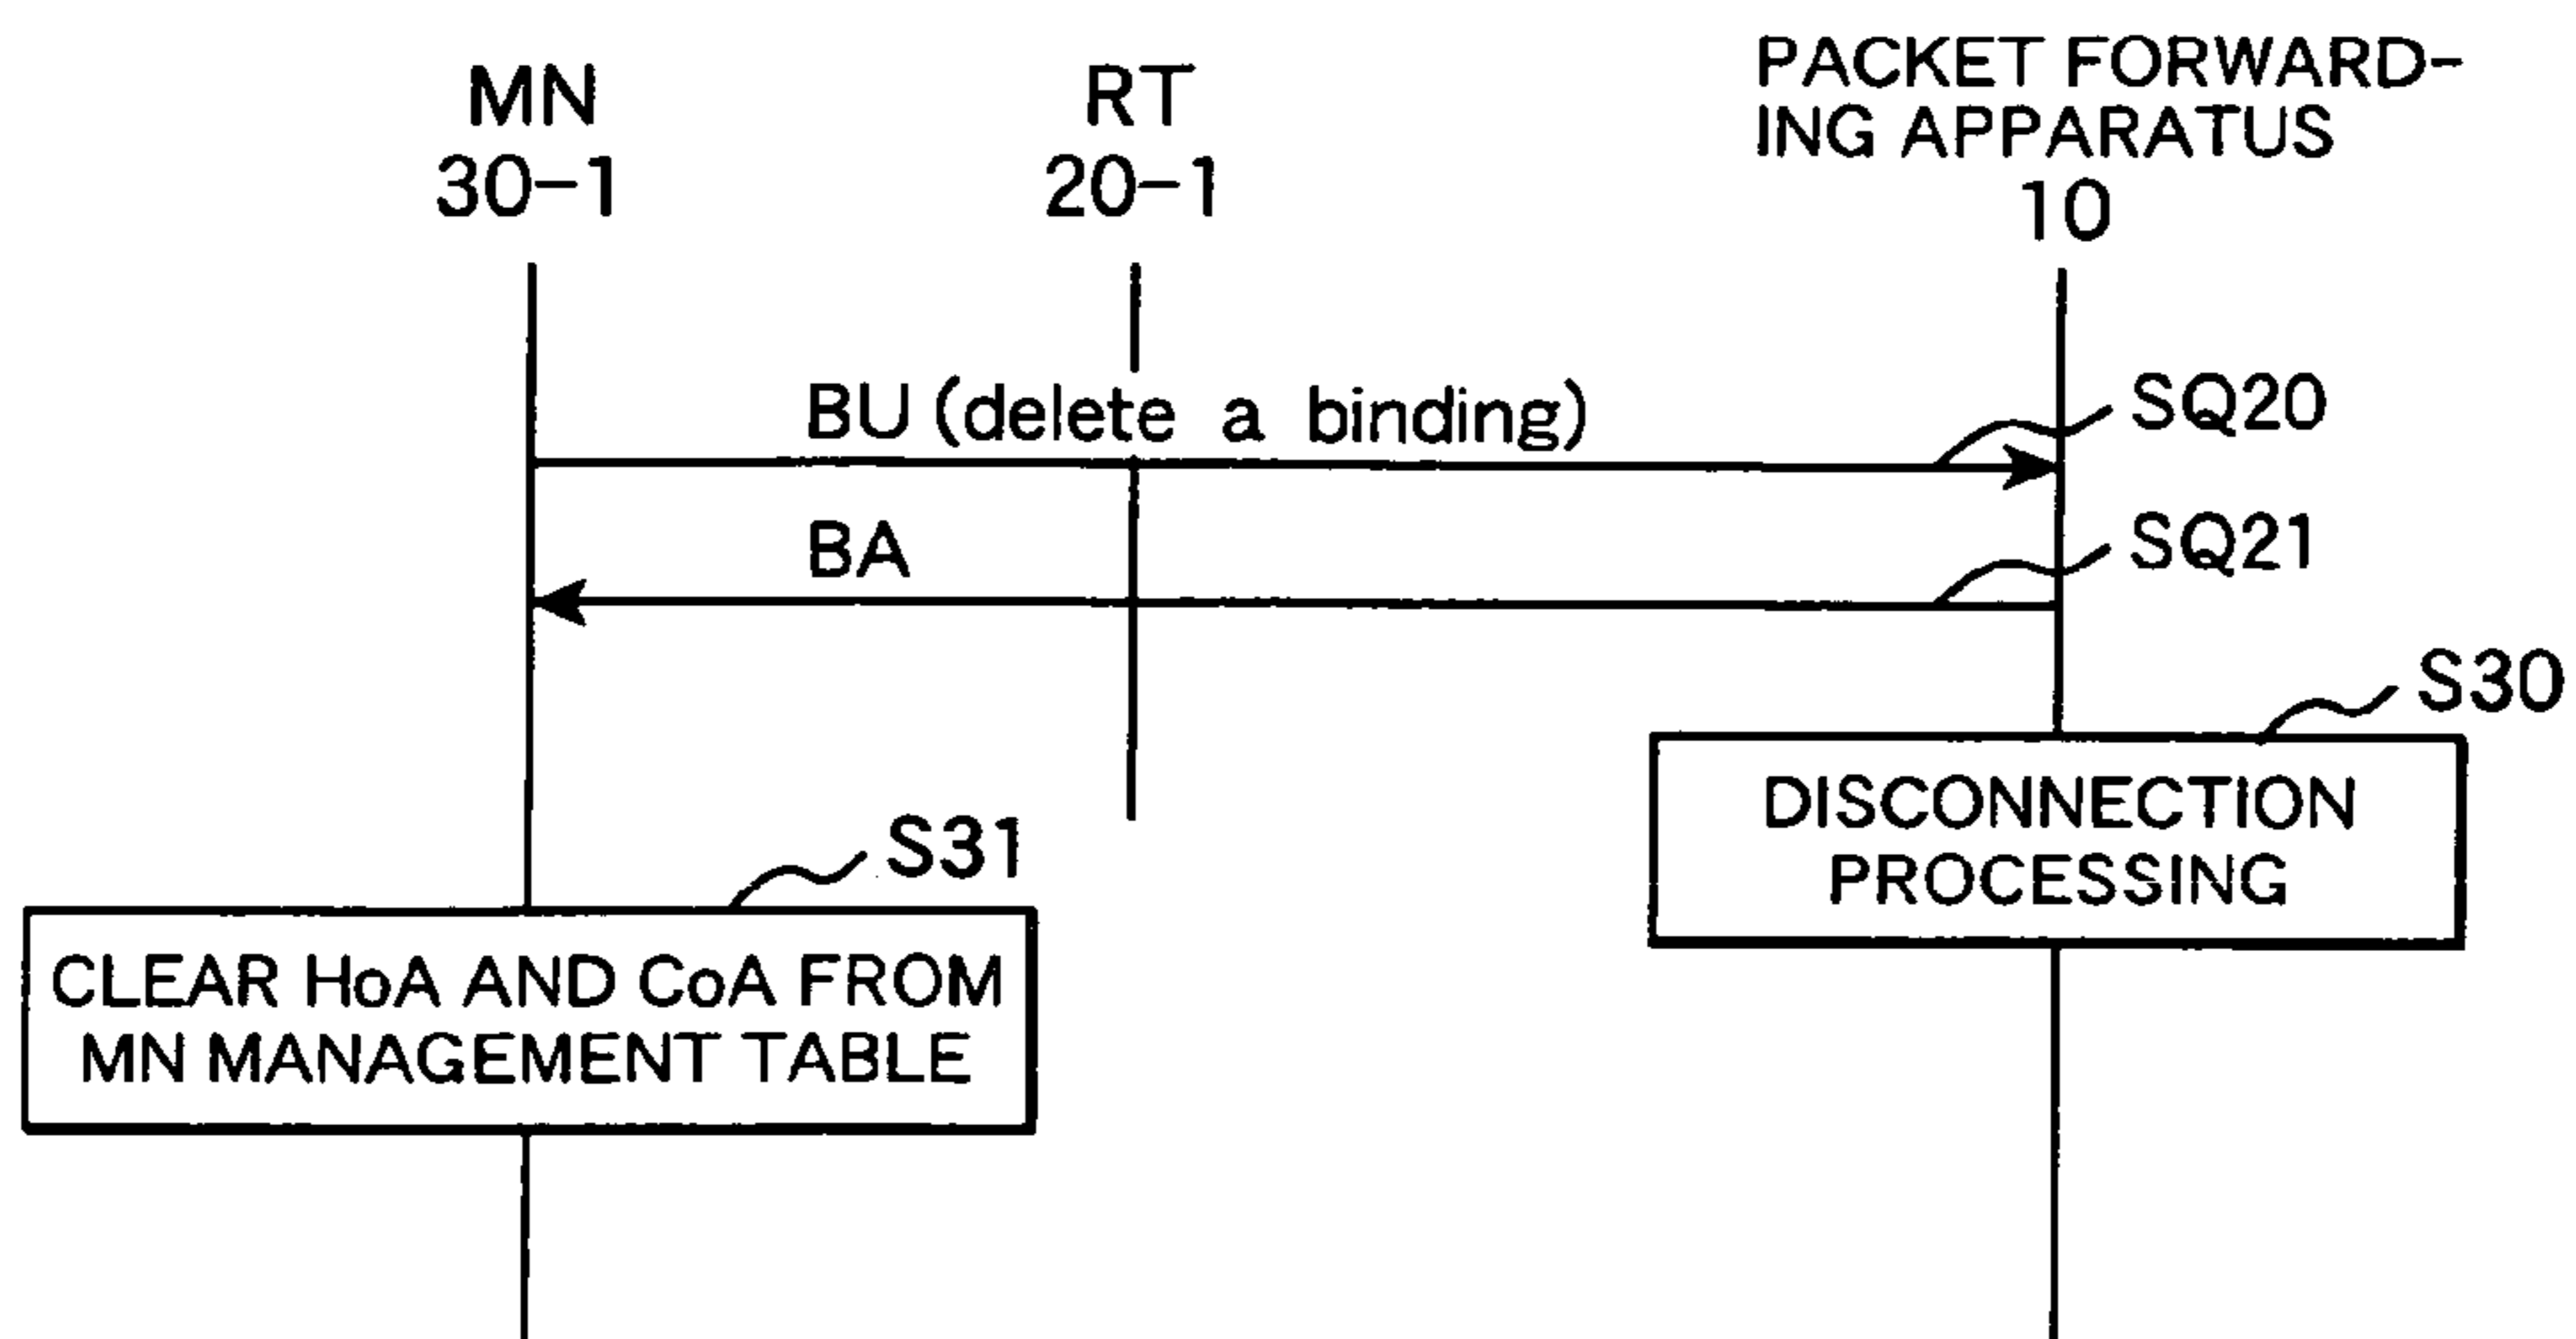 MN
30-1
RT
20-1
PACKET FORWARD-
ING APPARATUS
10
BU (delete a binding)
SQ20
BA
SQ21
S30
DISCONNECTION
PROCESSING
S31
CLEAR HoA AND CoA FROM
MN MANAGEMENT TABLE